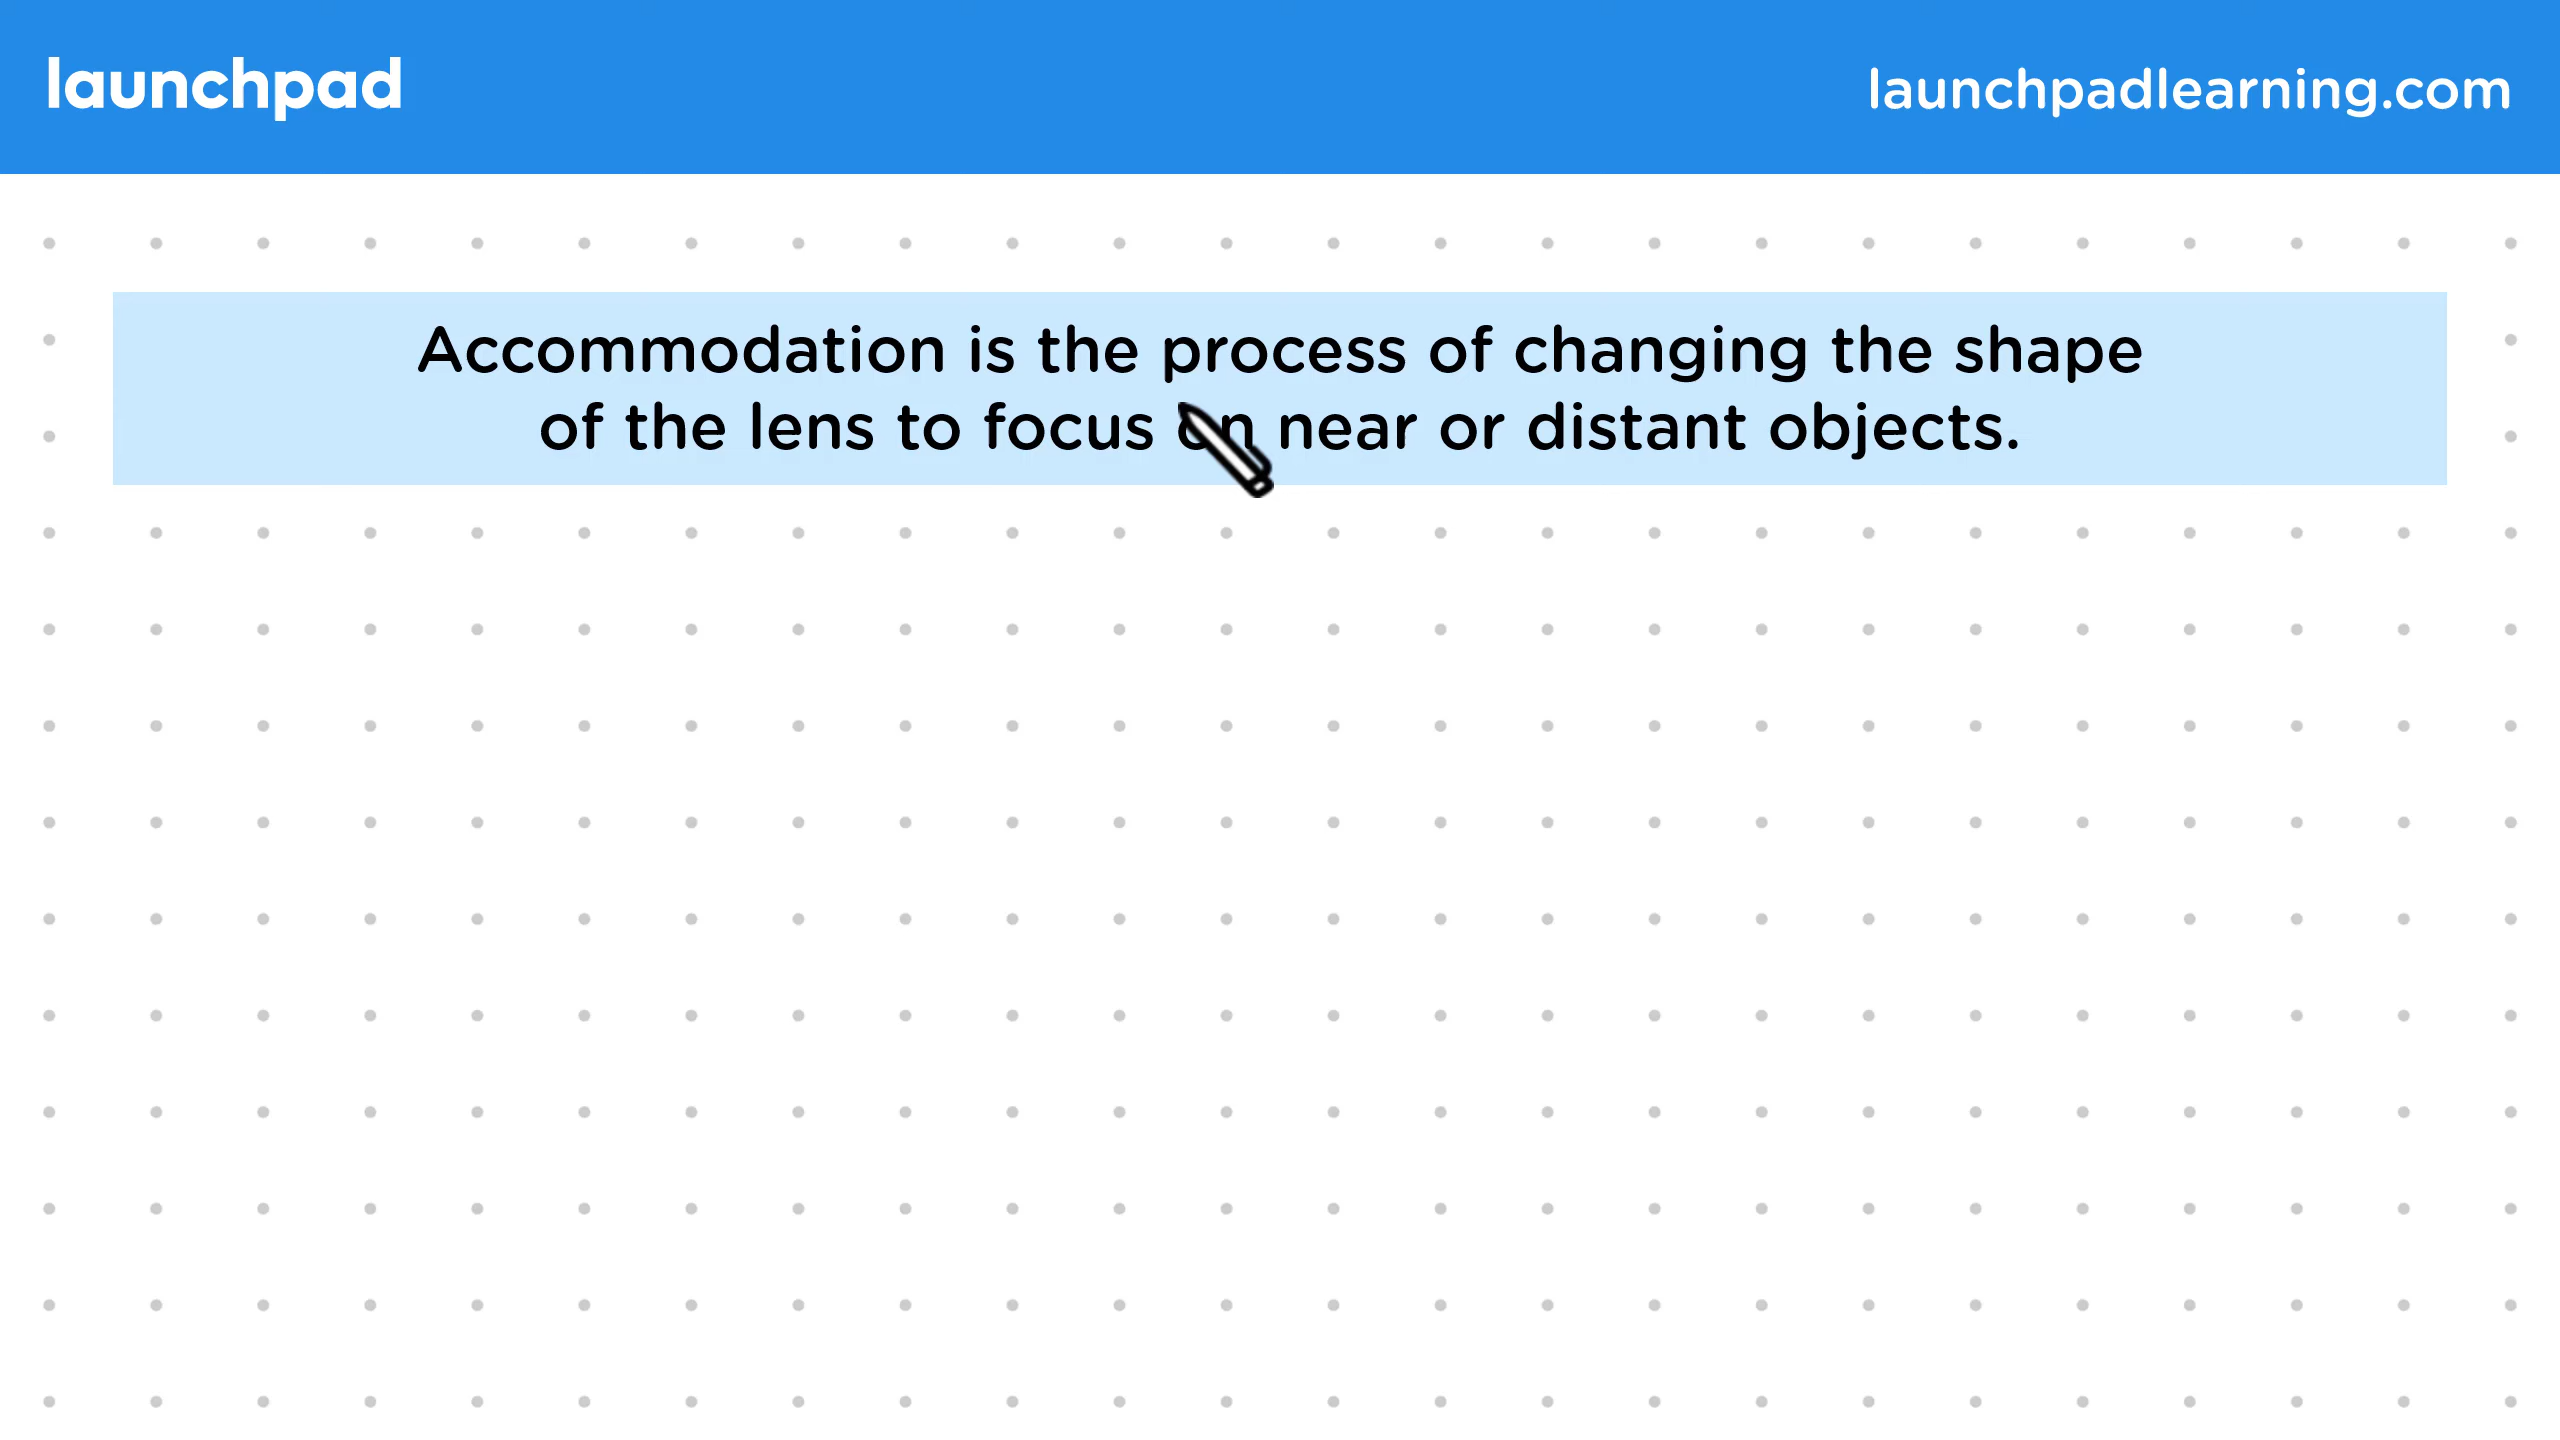 launchpad
launchpadlearning.com
Accommodation is the process of changing the shape
of the lens to focus on near or distant objects.